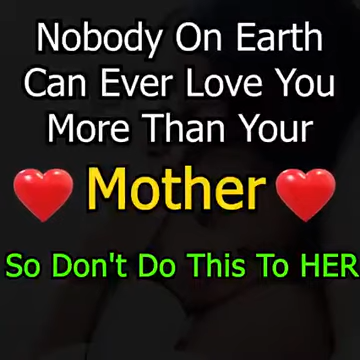 Nobody On Earth
Can Ever Love You
More Than Your
Mother
So Don't Do This To HER